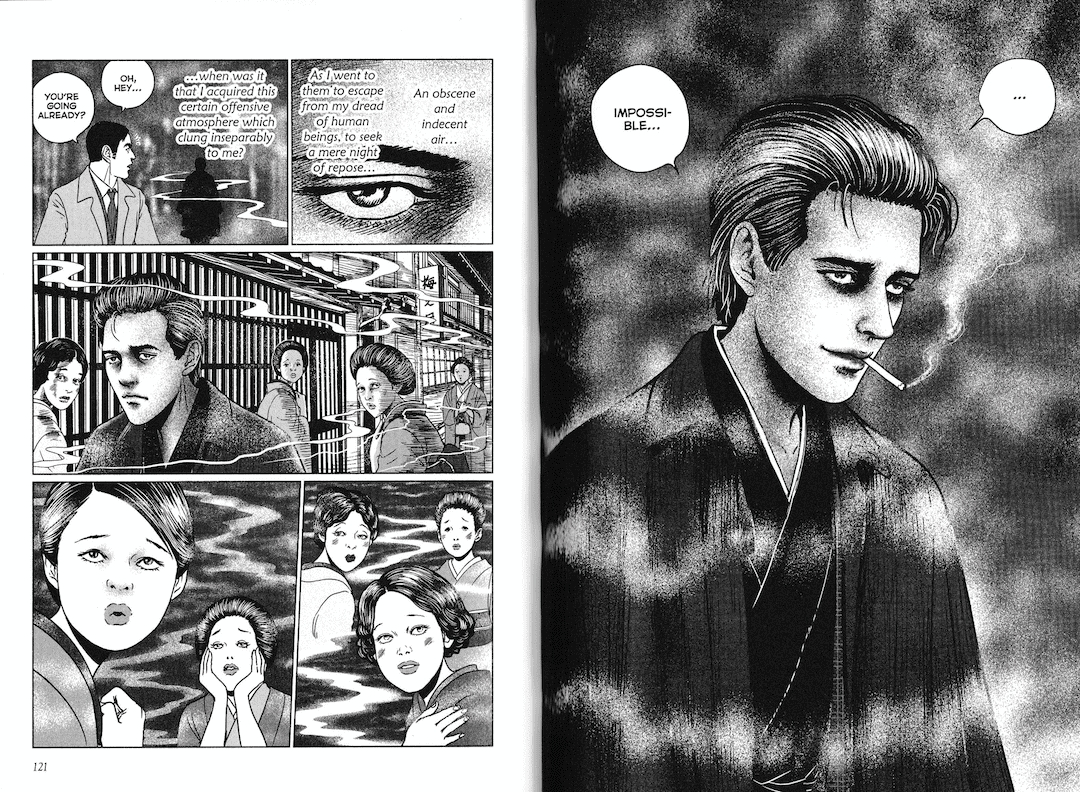 ...
IMPOSSI-
BLE...
An obscene
and
indecent
air...
As I went to
them to escape
from my dread
of human
beings, to seek
a mere night
of repose...
...when was it
that I acquired this
certain offensive
atmosphere which
clung inseparably
to me?
OH,
HEY...
YOU'RE
GOING
ALREADY?
梅
121